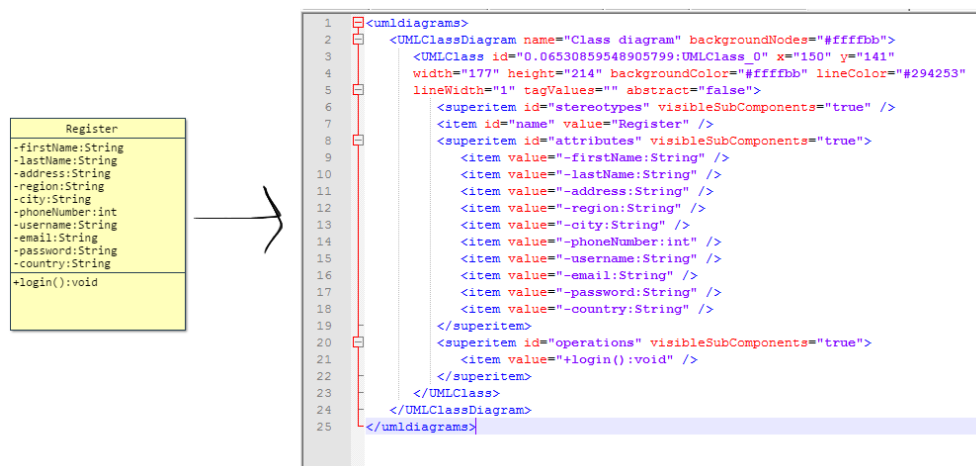 Register
-firstName:String
-lastName:String
-address:String
-region:String
-city:String
-phoneNumber:int
-username:String
-email:String
-password:String
-country:String
+login():void
1 <umldiagrams>
2 <UMLClassDiagram name="Class diagram" backgroundNodes="#ffffbb">
3 <UMLClass id="0.06530859548905799:UMLClass_0" x="150" y="141"
4 width="177" height="214" backgroundColor="#ffffbb" lineColor="#294253"
5 lineWidth="1" tagValues="" abstract="false">
6 <superitem id="stereotypes" visibleSubComponents="true" />
7 <item id="name" value="Register" />
8 <superitem id="attributes" visibleSubComponents="true">
9 <item value="-firstName:String" />
10 <item value="-lastName:String" />
11 <item value="-address:String" />
12 <item value="-region:String" />
13 <item value="-city:String" />
14 <item value="-phoneNumber:int" />
15 <item value="-username:String" />
16 <item value="-email:String" />
17 <item value="-password:String" />
18 <item value="-country:String" />
19 </superitem>
20 <superitem id="operations" visibleSubComponents="true">
21 <item value="+login():void" />
22 </superitem>
23 </UMLClass>
24 </UMLClassDiagram>
25 </umldiagrams>